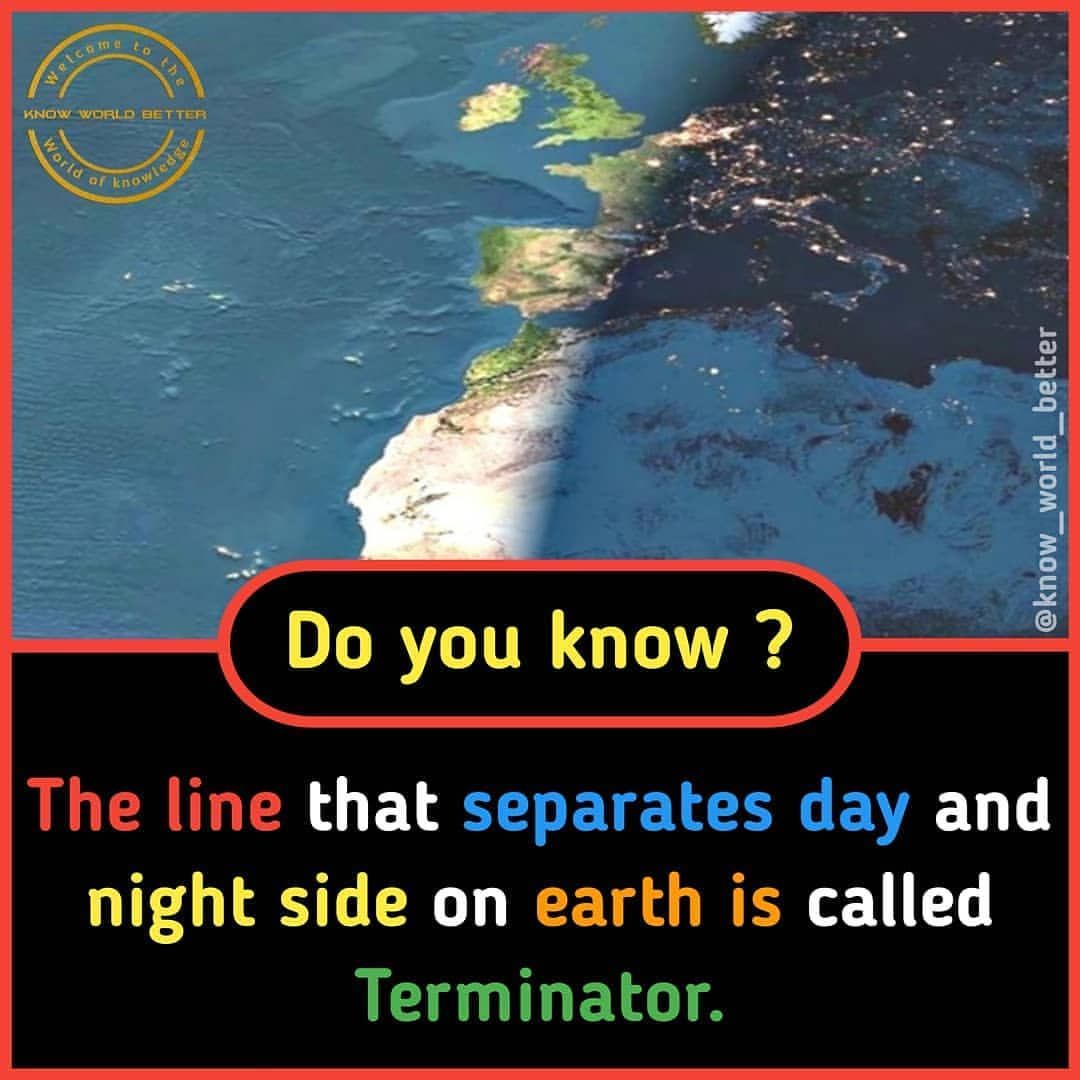 Welcome to the
KNOW WORLD BETTER
World of knowledge
@know_world_better
Do you know ?
The line that separates day and
night side on earth is called
Terminator.